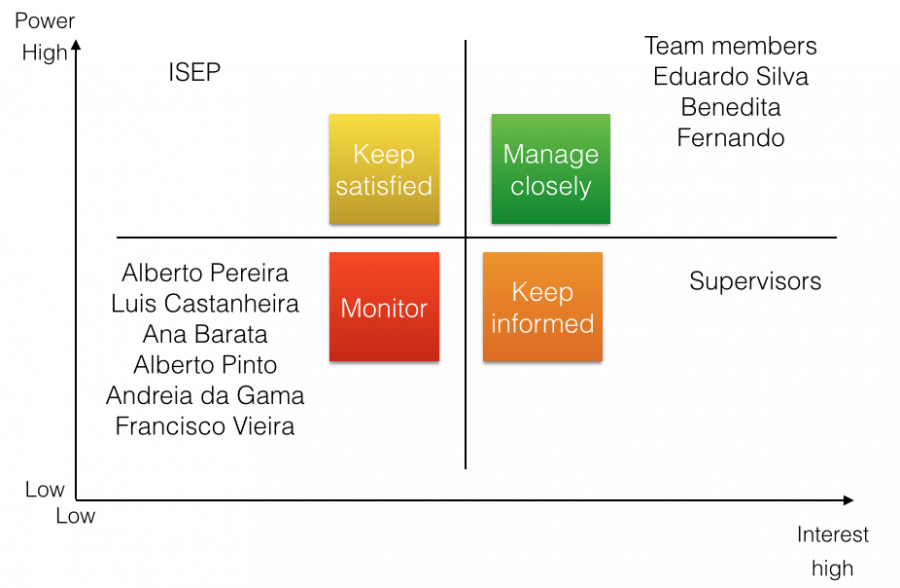 Power
High
ISEP
Team members
Eduardo Silva
Benedita
Fernando
Keep
satisfied
Manage
closely
Alberto Pereira
Luis Castanheira
Ana Barata
Alberto Pinto
Andreia da Gama
Francisco Vieira
Monitor
Keep
informed
Supervisors
Low
Low
Interest
high